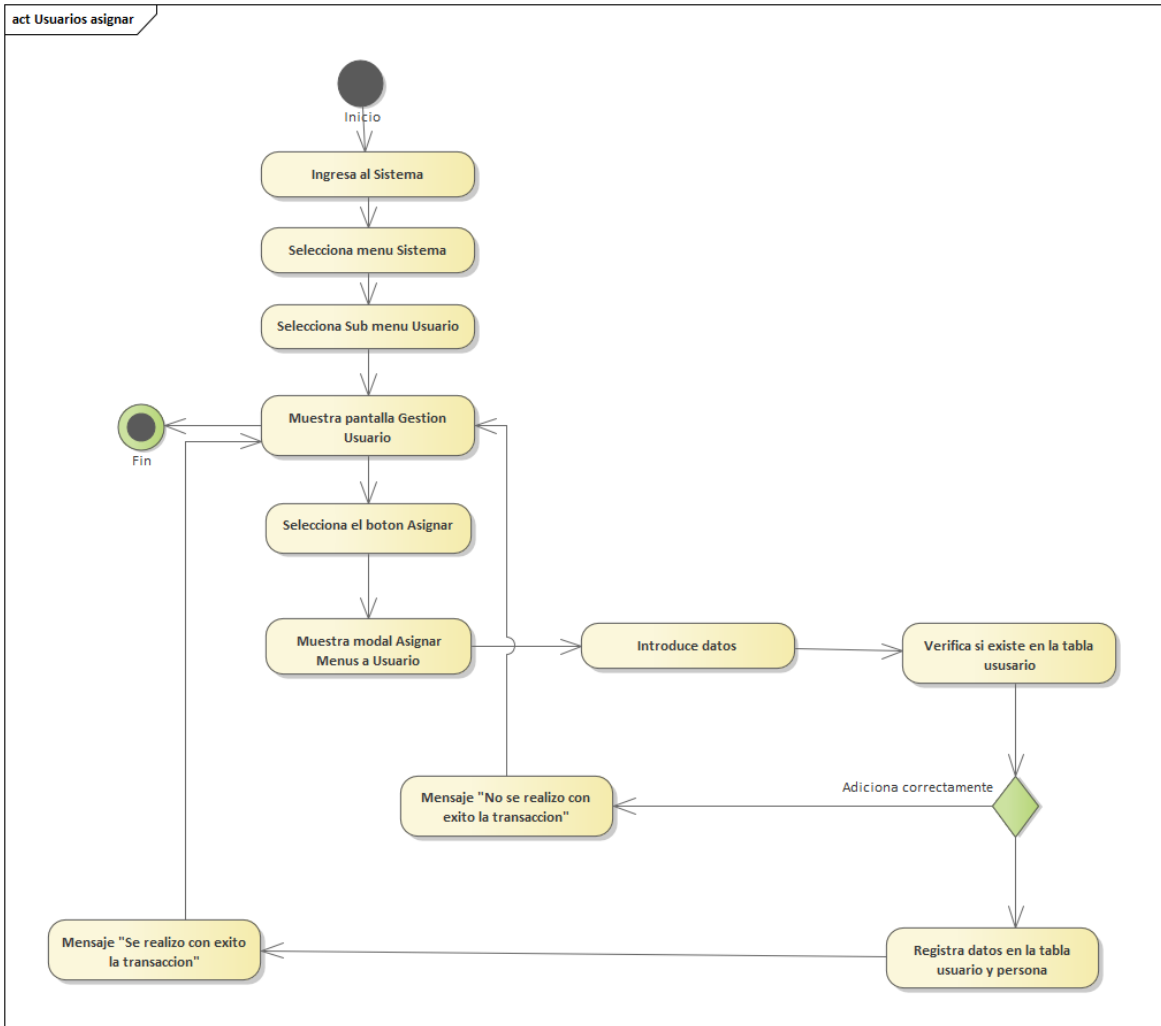 act Usuarios asignar
Inicio
Ingresa al Sistema
Selecciona menu Sistema
Selecciona Sub menu Usuario
Muestra pantalla Gestion
Usuario
Fin
Selecciona el boton Asignar
Muestra modal Asignar
Menus a Usuario
Introduce datos
Verifica si existe en la tabla
ususario
Adiciona correctamente
Mensaje "No se realizo con
exito la transaccion"
Mensaje "Se realizo con exito
la transaccion"
Registra datos en la tabla
usuario y persona